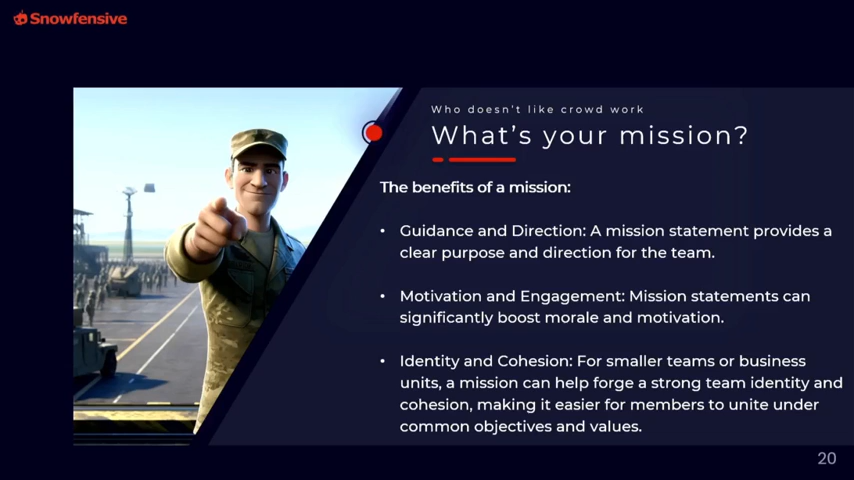 Snowfensive
Who doesn't like crowd work
What's your mission?
The benefits of a mission:
• Guidance and Direction: A mission statement provides a
clear purpose and direction for the team.
• Motivation and Engagement: Mission statements can
significantly boost morale and motivation.
• Identity and Cohesion: For smaller teams or business
units, a mission can help forge a strong team identity and
cohesion, making it easier for members to unite under
common objectives and values.
20